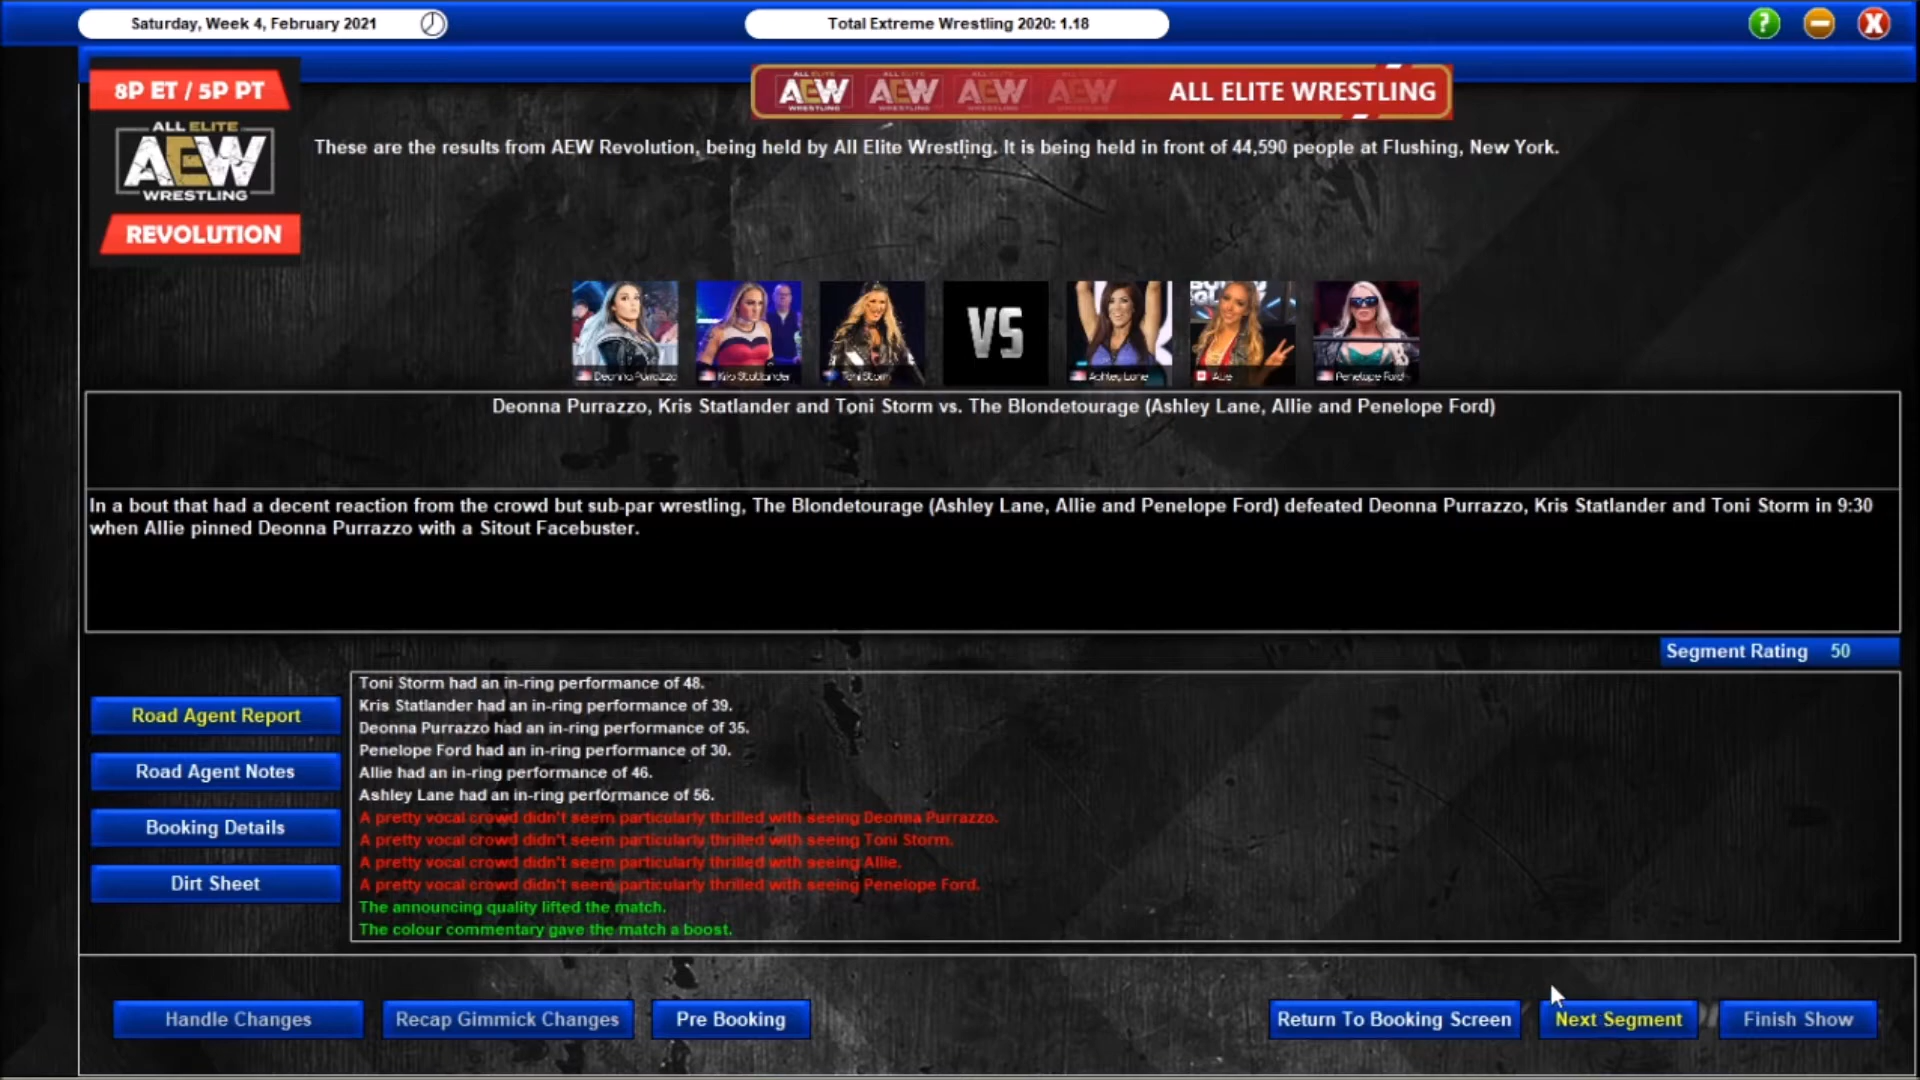 Saturday, Week 4, February 2021
Total Extreme Wrestling 2020: 1.18
8P ET / 5P PT
ALL ELITE
AEW
WRESTLING
REVOLUTION
ALL ELITE WRESTLING
These are the results from AEW Revolution, being held by All Elite Wrestling. It is being held in front of 44,590 people at Flushing, New York.
Deonna Purrazzo
Kris Statlander
Toni Storm
VS
Ashley Lane
Allie
Penelope Ford
Deonna Purrazzo, Kris Statlander and Toni Storm vs. The Blondetourage (Ashley Lane, Allie and Penelope Ford)
In a bout that had a decent reaction from the crowd but sub-par wrestling, The Blondetourage (Ashley Lane, Allie and Penelope Ford) defeated Deonna Purrazzo, Kris Statlander and Toni Storm in 9:30
when Allie pinned Deonna Purrazzo with a Sitout Facebuster.
Segment Rating 50
Road Agent Report
Road Agent Notes
Booking Details
Dirt Sheet
Toni Storm had an in-ring performance of 48.
Kris Statlander had an in-ring performance of 39.
Deonna Purrazzo had an in-ring performance of 35.
Penelope Ford had an in-ring performance of 30.
Allie had an in-ring performance of 46.
Ashley Lane had an in-ring performance of 56.
A pretty vocal crowd didn't seem particularly thrilled with seeing Deonna Purrazzo.
A pretty vocal crowd didn't seem particularly thrilled with seeing Toni Storm.
A pretty vocal crowd didn't seem particularly thrilled with seeing Allie.
A pretty vocal crowd didn't seem particularly thrilled with seeing Penelope Ford.
The announcing quality lifted the match.
The colour commentary gave the match a boost.
Handle Changes
Recap Gimmick Changes
Pre Booking
Return To Booking Screen
Next Segment
Finish Show